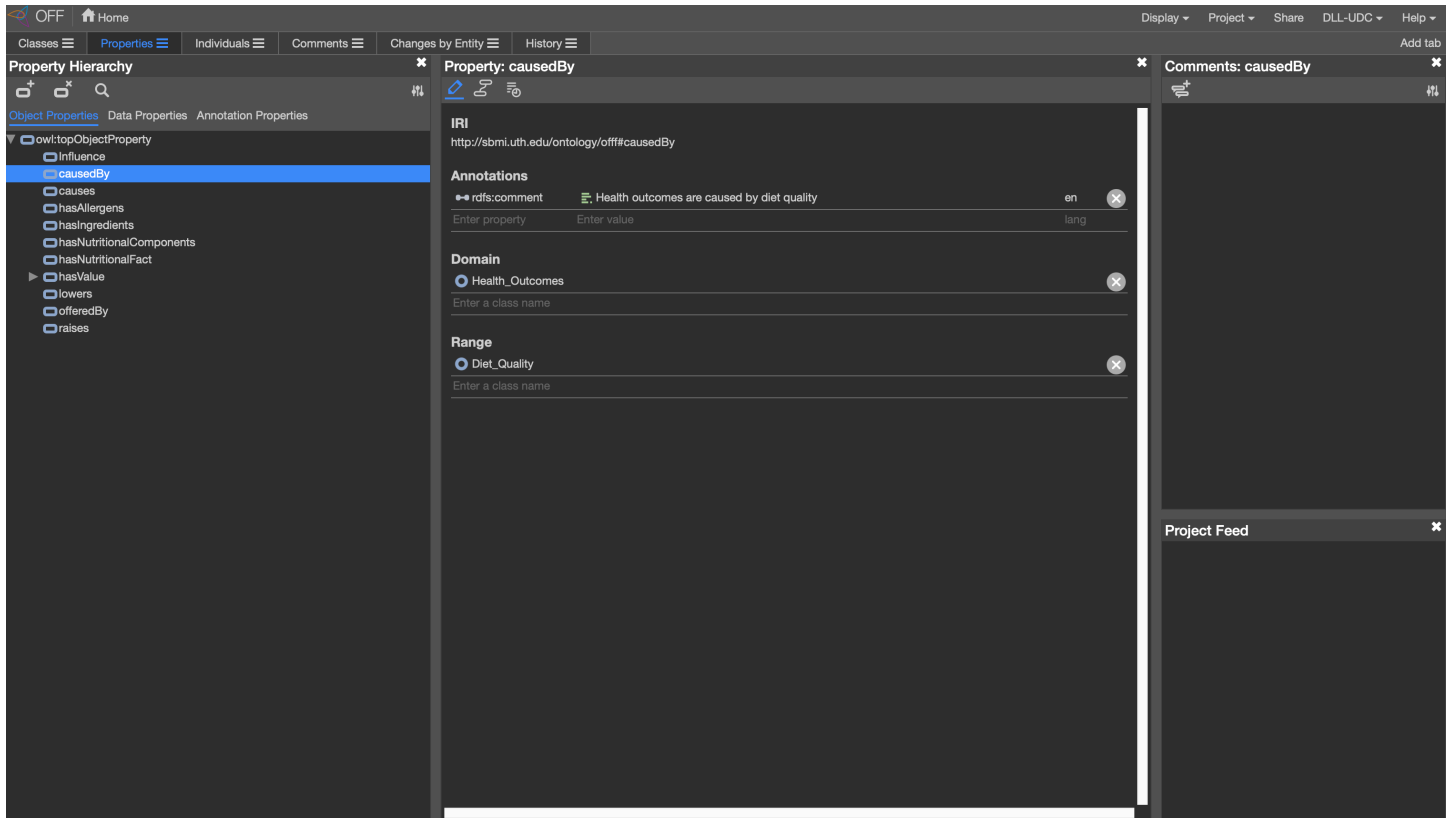 OFF Home Display Project Share DLL-UDC Help
Classes Properties Individuals Comments Changes by Entity History Add tab
Property Hierarchy
Object Properties Data Properties Annotation Properties
owl:topObjectProperty
Influence
causedBy
causes
hasAllergens
hasIngredients
hasNutritionalComponents
hasNutritionalFact
hasValue
lowers
offeredBy
raises
Property: causedBy
IRI
http://sbmi.uth.edu/ontology/offf#causedBy
Annotations
rdfs:comment Health outcomes are caused by diet quality en
Enter property Enter value lang
Domain
Health_Outcomes
Enter a class name
Range
Diet_Quality
Enter a class name
Comments: causedBy
Project Feed